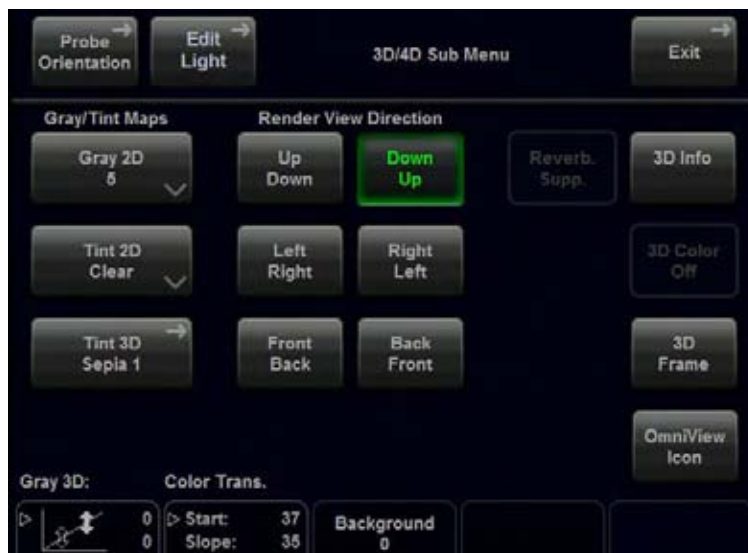 Probe
Orientation
Edit
Light
3D/4D Sub Menu
Exit
Gray/Tint Maps
Render View Direction
Gray 2D
5
Up
Down
Down
Up
Reverb.
Supp.
3D Info
Tint 2D
Clear
Left
Right
Right
Left
3D Color
Off
Tint 3D
Sepia 1
Front
Back
Back
Front
3D
Frame
OmniView
Icon
Gray 3D:
Color Trans.
0
0
Start: 37
Slope: 35
Background
0